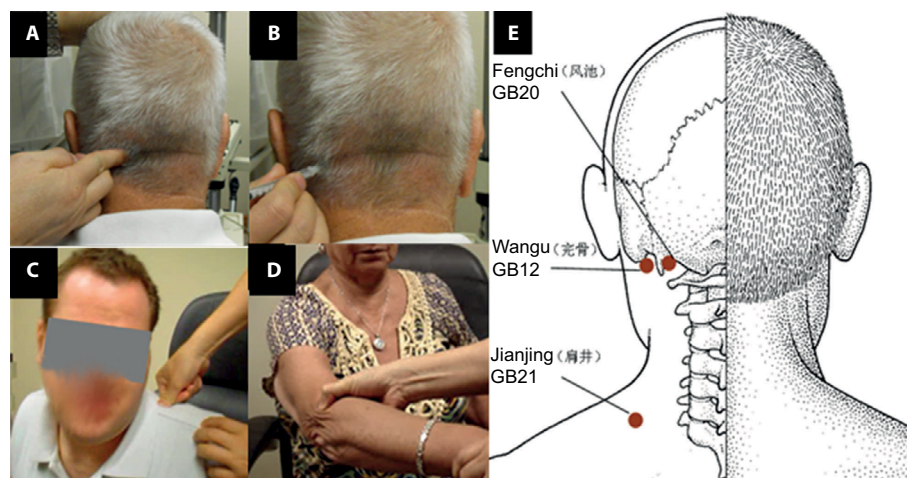 A
B
C
D
E
Fengchi（风池）
GB20
Wangu（完骨）
GB12
Jianjing（肩井）
GB21